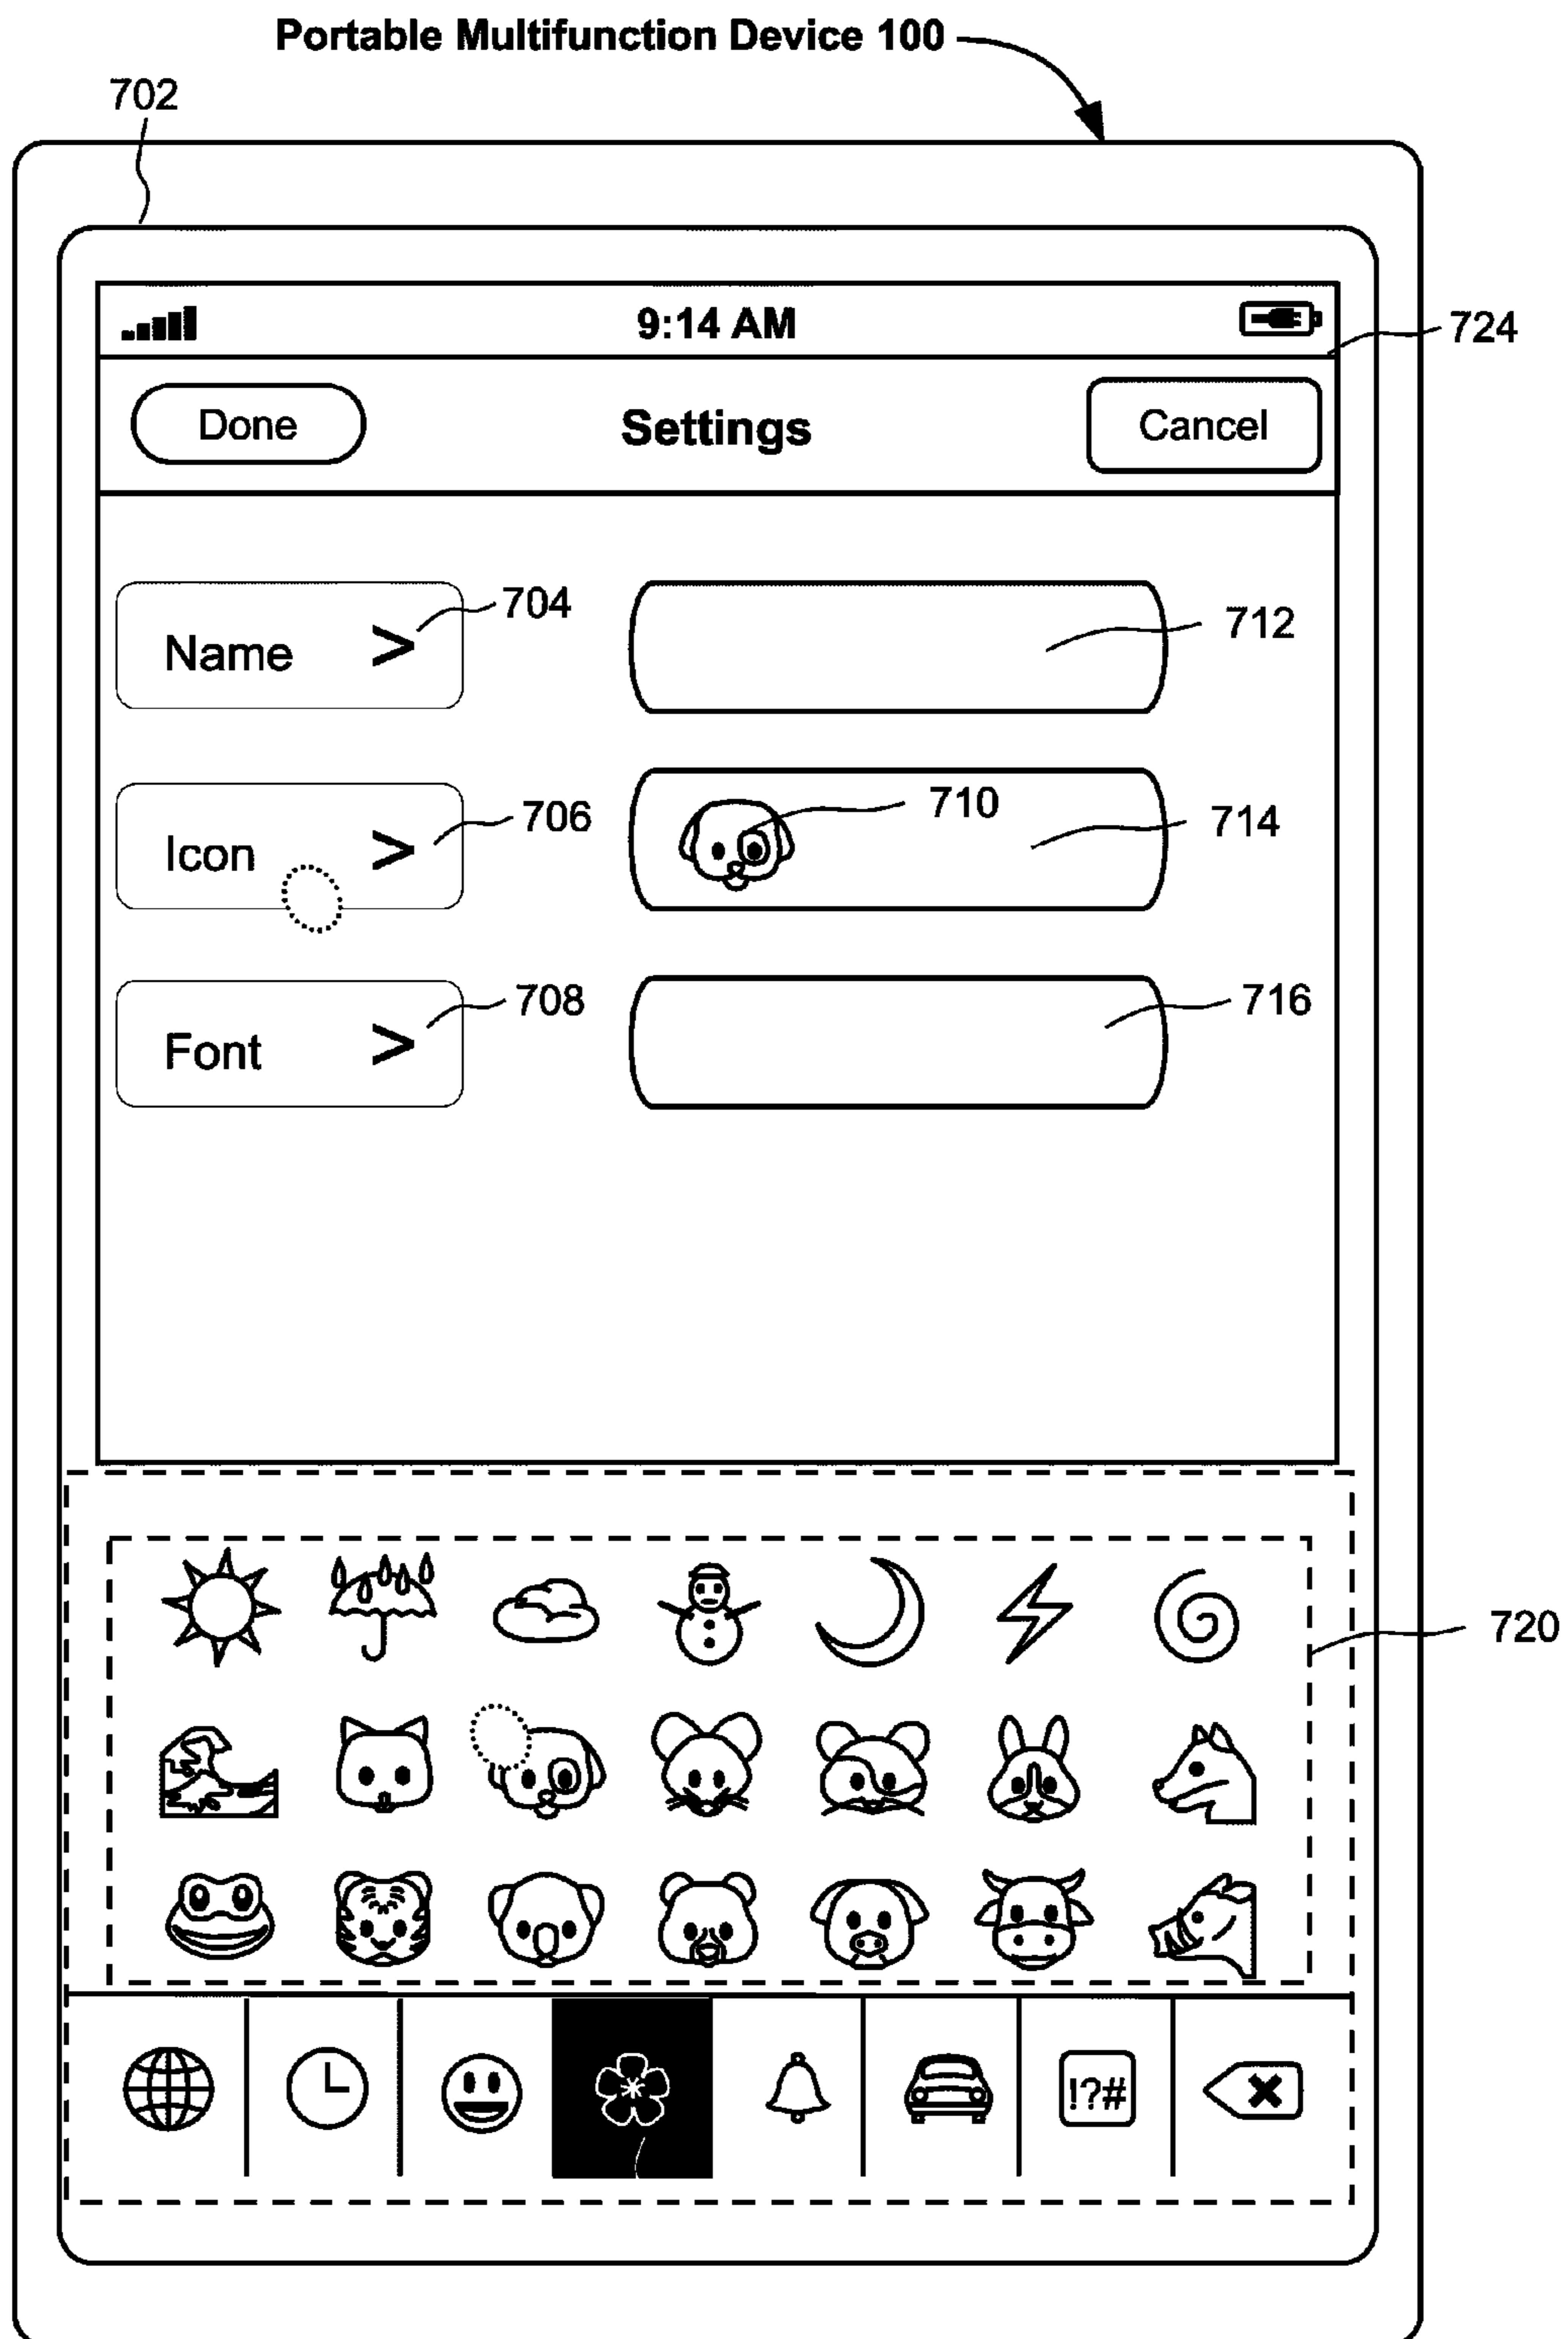 Portable Multifunction Device 100
702
9:14 AM
724
Done
Settings
Cancel
Name >
704
712
Icon >
706
710
714
Font >
708
716
720
!?#